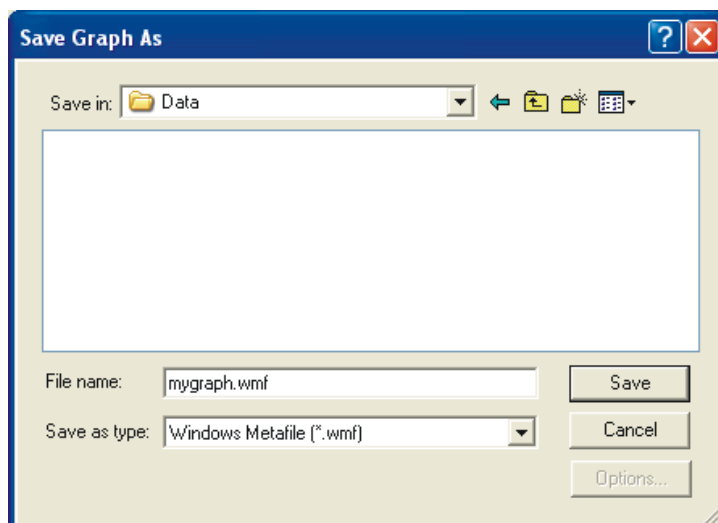 Save Graph As
Save in: Data
File name: mygraph.wmf Save
Save as type: Windows Metafile (*.wmf) Cancel
Options...